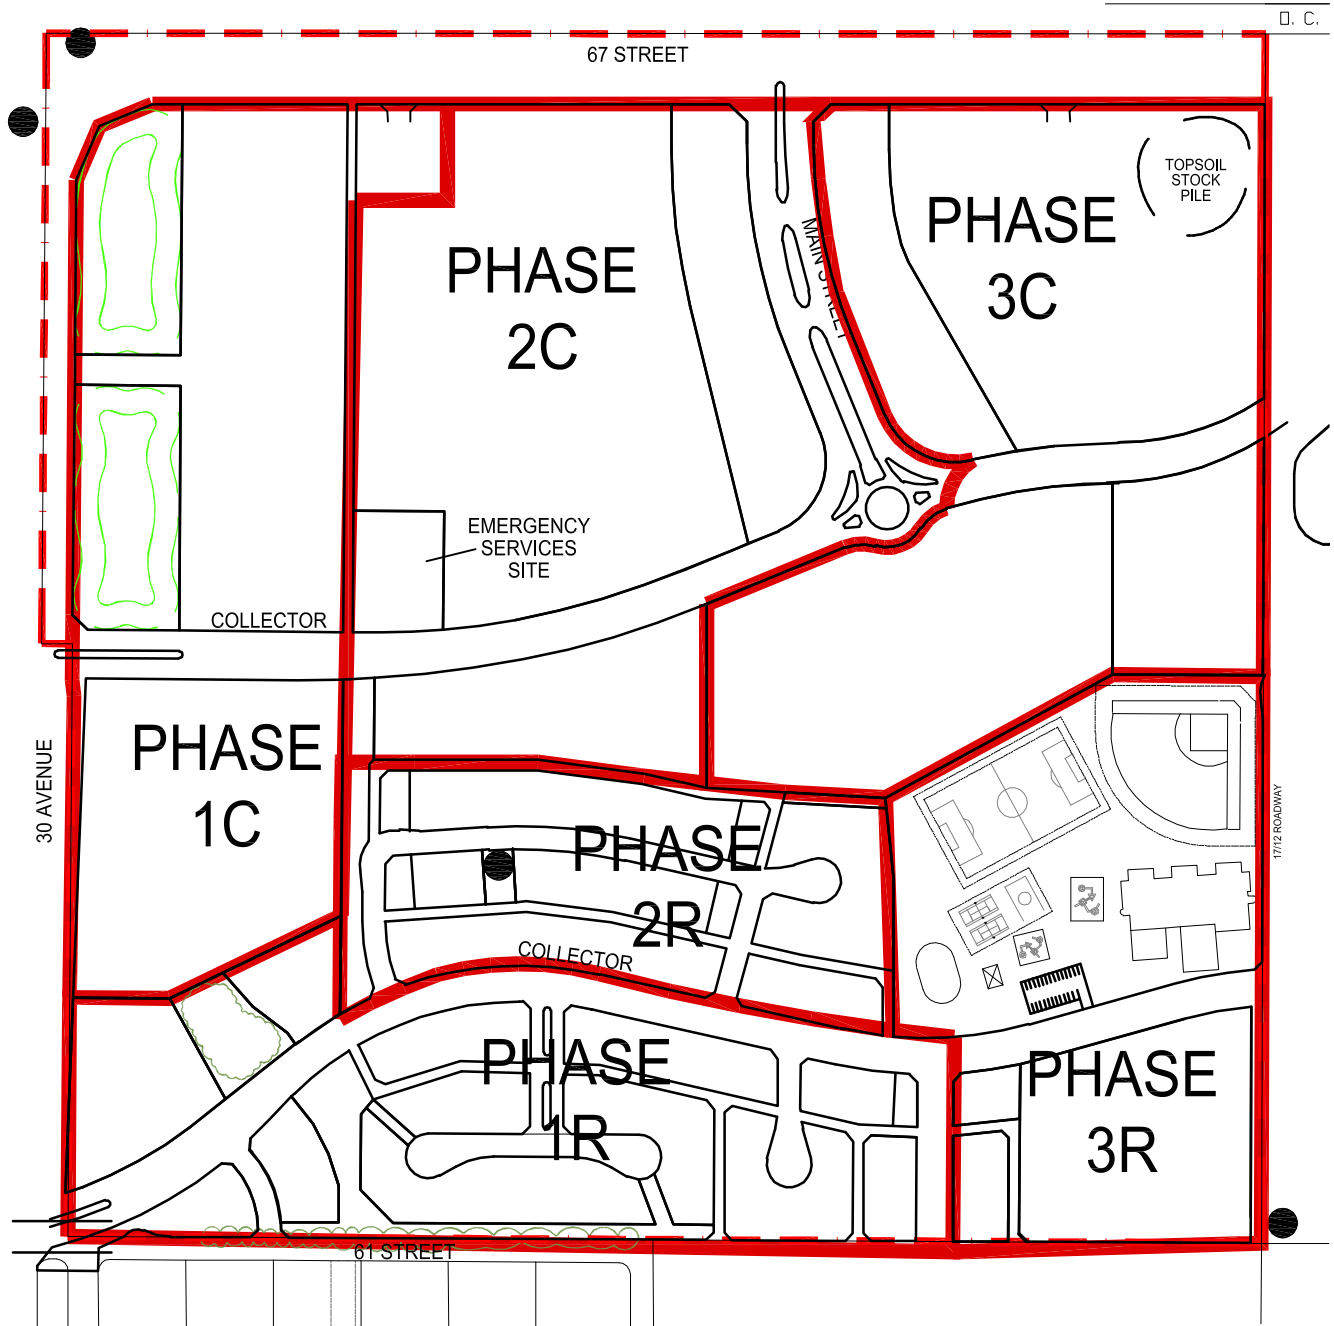 O. C.
67 STREET
TOPSOIL
STOCK
PILE
PHASE
3C
MAIN STREET
PHASE
2C
EMERGENCY
SERVICES
SITE
COLLECTOR
PHASE
1C
30 AVENUE
17/12 ROADWAY
PHASE
2R
COLLECTOR
PHASE
1R
PHASE
3R
61 STREET